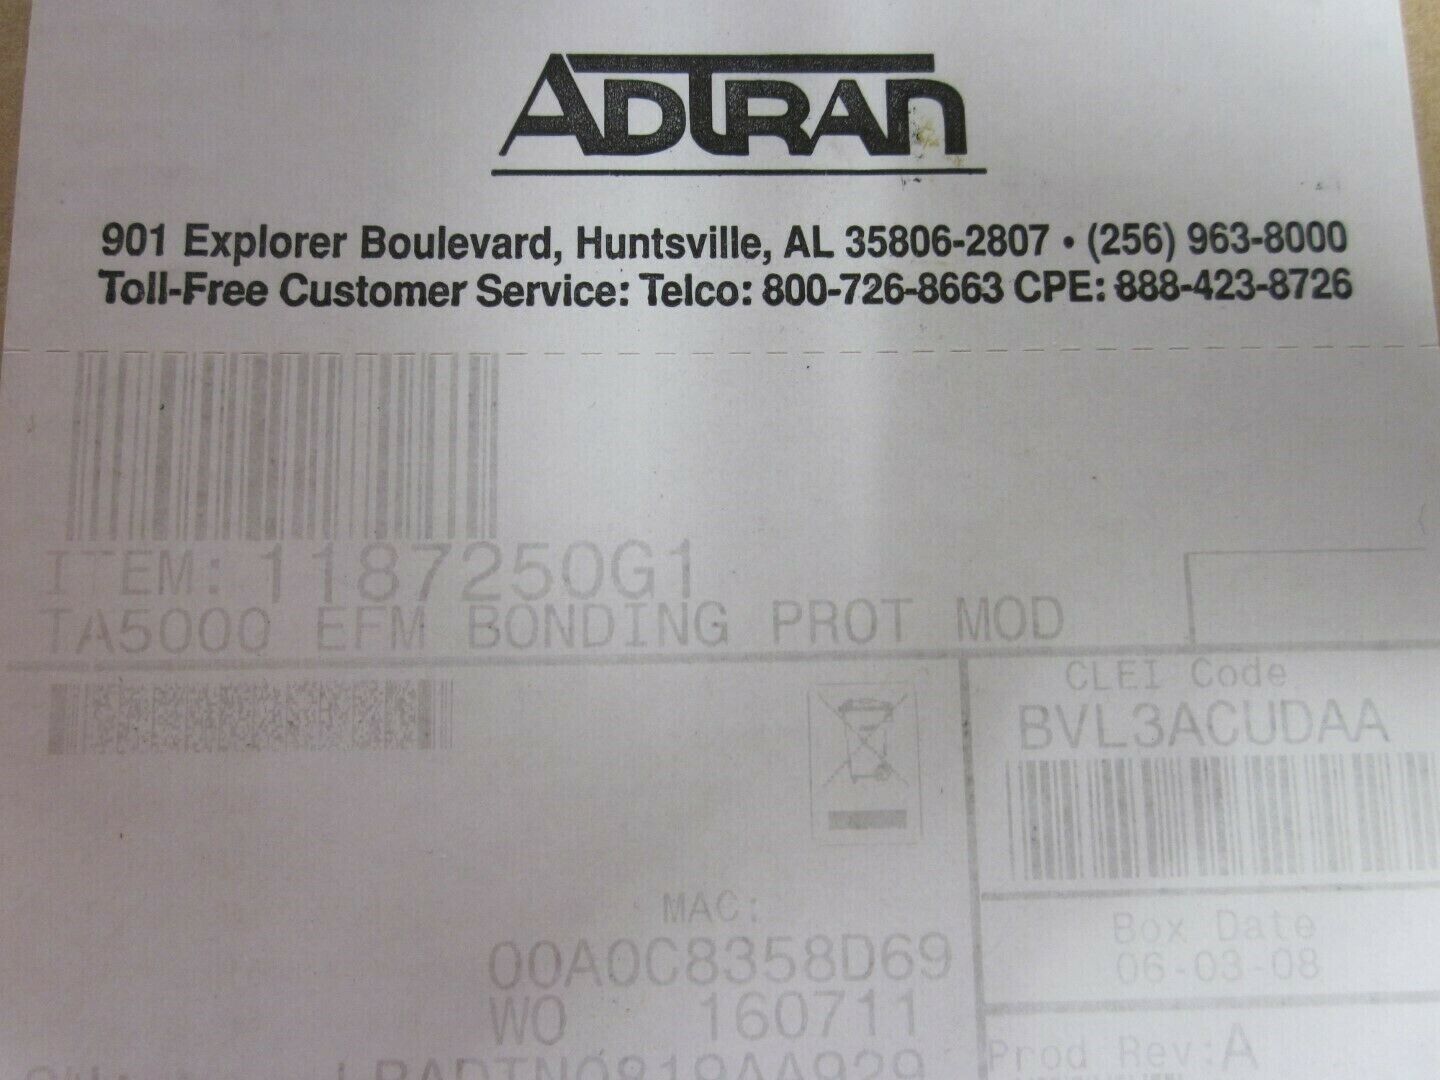 ADTRAN
901 Explorer Boulevard, Huntsville, AL 35806-2807 • (256) 963-8000
Toll-Free Customer Service: Telco: 800-726-8663 CPE: 888-423-8726
ITEM: 1187250G1
TA5000 EFM BONDING PROT MOD
CLEI Code
BVL3ACUDAA
MAC:
00A0C8358D69
Box Date
06-03-08
WO 160711
Prod Rev: A
LBADTN0819AA929